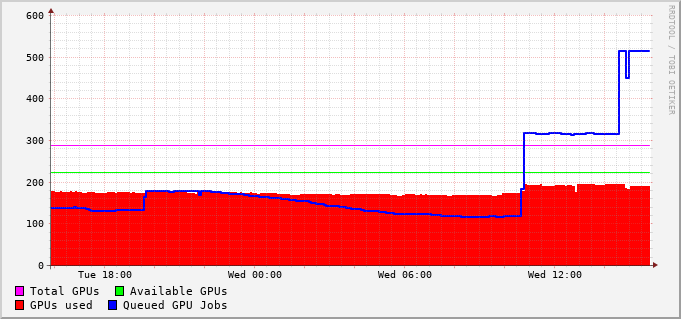 600
500
400
300
200
100
0
Tue 18:00 Wed 00:00 Wed 06:00 Wed 12:00
Total GPUs Available GPUs
GPUs used Queued GPU Jobs
RRDTOOL / TOBI OETIKER